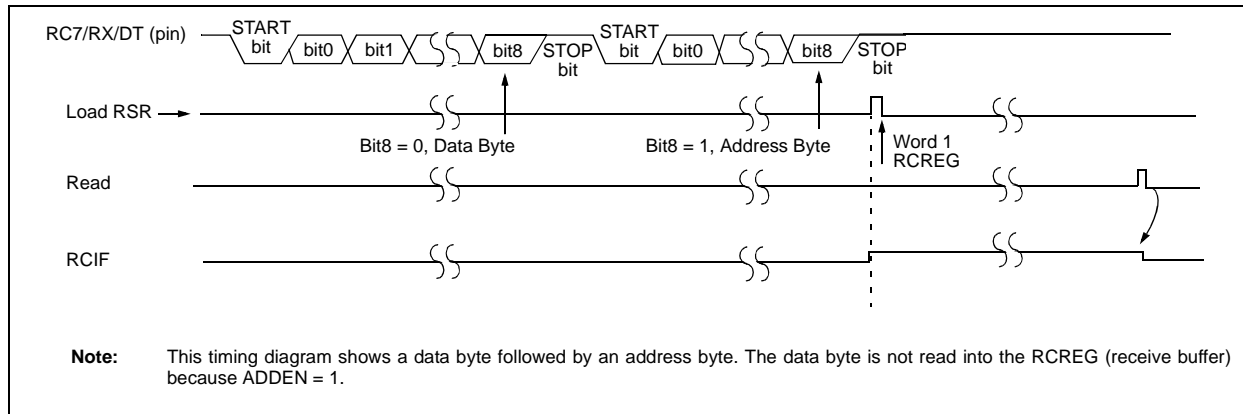 RC7/RX/DT (pin)
START
bit
bit0
bit1
bit8
STOP
bit
START
bit
bit0
bit8
STOP
bit
Load RSR
Bit8 = 0, Data Byte
Bit8 = 1, Address Byte
Word 1
RCREG
Read
RCIF
Note: This timing diagram shows a data byte followed by an address byte. The data byte is not read into the RCREG (receive buffer)
because ADDEN = 1.